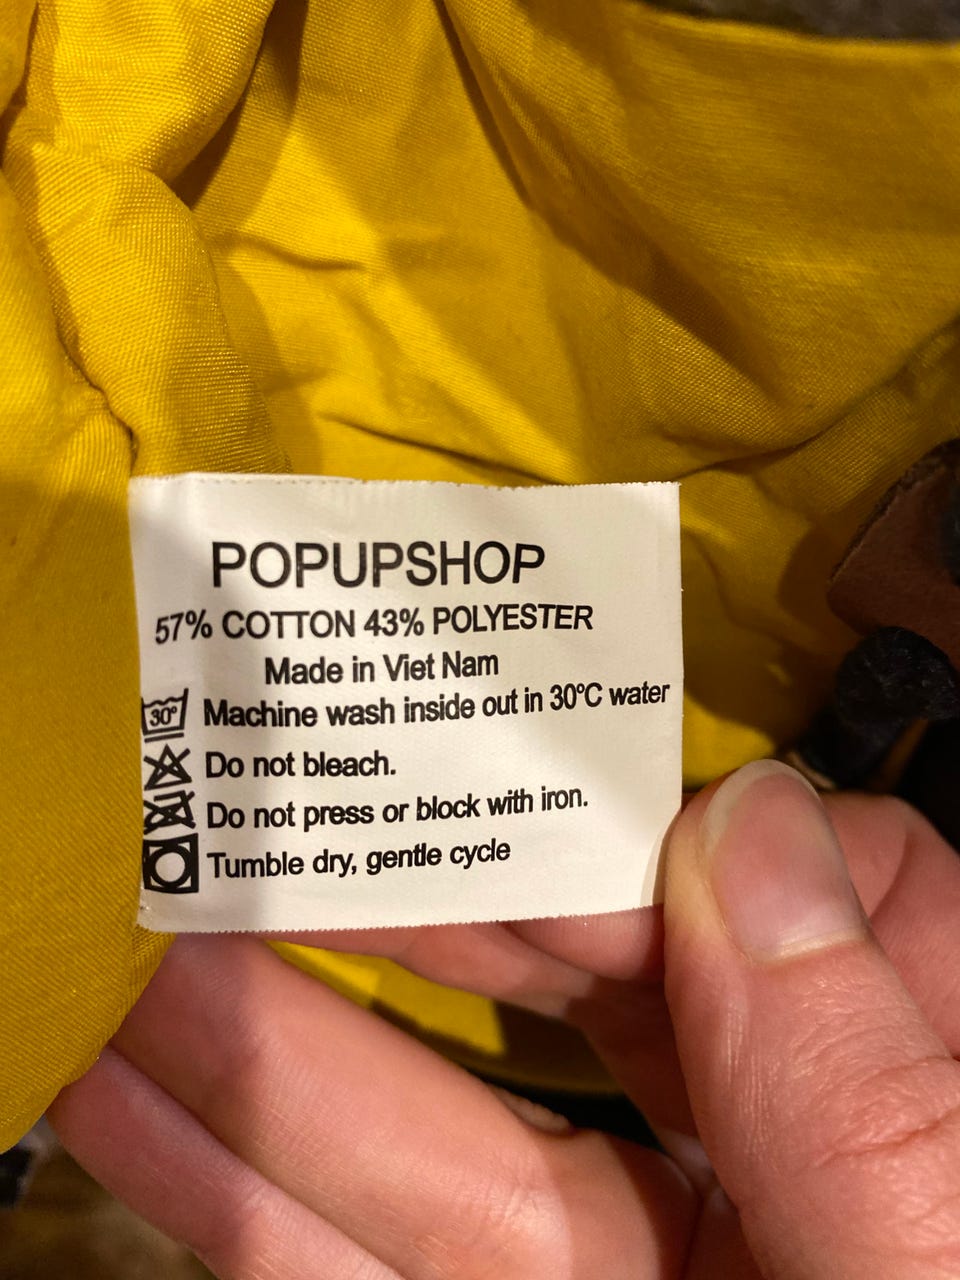 POPUPSHOP
57% COTTON 43% POLYESTER
Made in Viet Nam
30° Machine wash inside out in 30°C water
Do not bleach.
Do not press or block with iron.
Tumble dry, gentle cycle